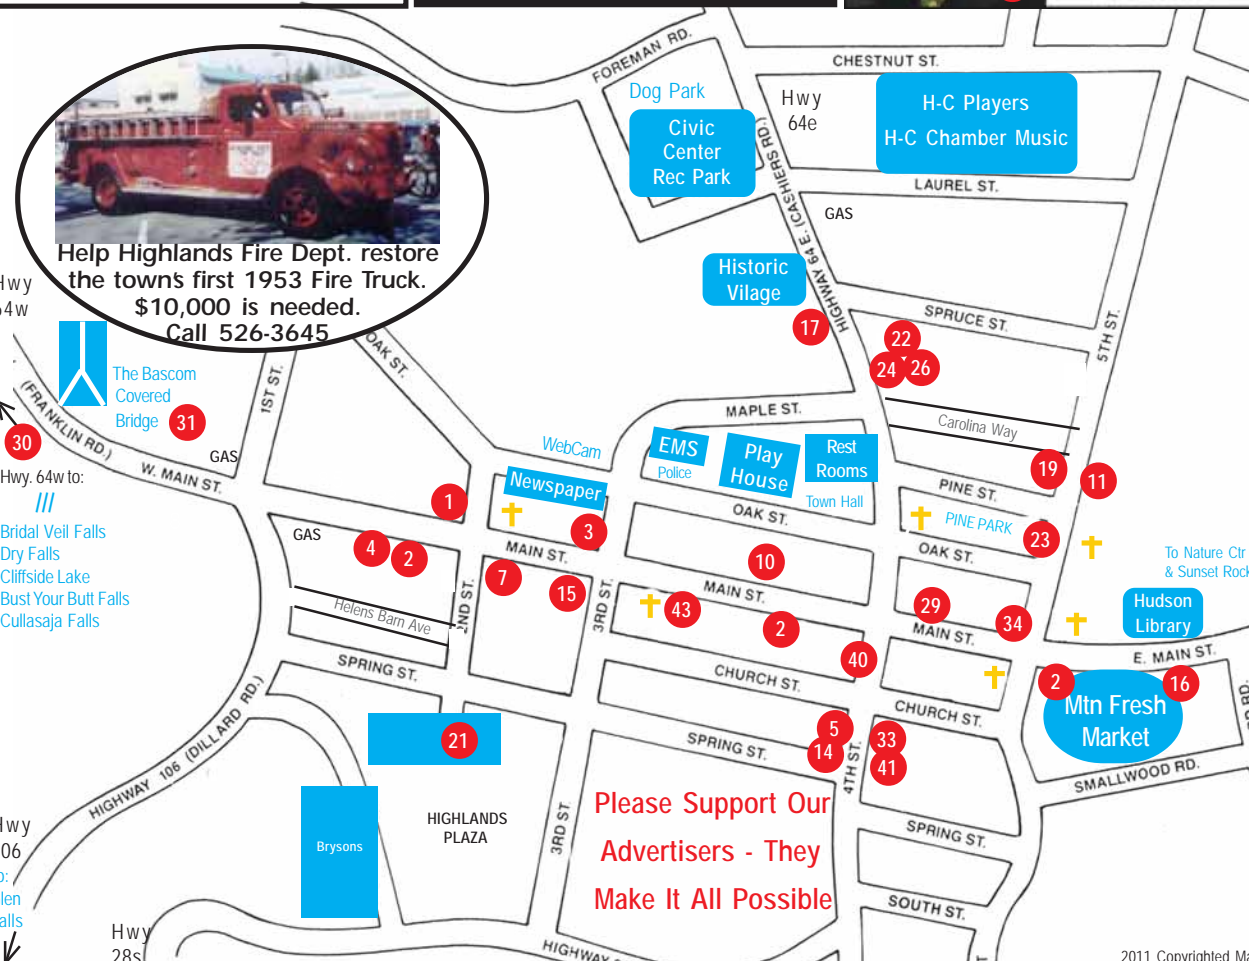 FOREMAN RD.
CHESTNUT ST.
Dog Park
Civic
Center
Rec Park
Hwy
64e
H-C Players
H-C Chamber Music
LAUREL ST.
GAS
HIGHWAY 64 E. (CASHIERS RD.)
Help Highlands Fire Dept. restore
the town's first 1953 Fire Truck.
$10,000 is needed.
Call 526-3645
Historic
Vilage
17
SPRUCE ST.
5TH ST.
22
24
26
Carolina Way
OAK ST.
1ST ST.
The Bascom
Covered
Bridge
31
(FRANKLIN RD.)
30
GAS
W. MAIN ST.
Hwy. 64w to:
Bridal Veil Falls
Dry Falls
Cliffside Lake
Bust Your Butt Falls
Cullasaja Falls
MAPLE ST.
WebCam
EMS
Police
Play
House
Rest
Rooms
Town Hall
Newspaper
1
3
OAK ST.
19
11
PINE ST.
PINE PARK
23
OAK ST.
To Nature Ctr
& Sunset Rock
Hudson
Library
GAS
4
2
MAIN ST.
7
15
10
MAIN ST.
29
34
MAIN ST.
E. MAIN ST.
Helens Barn Ave
2ND ST.
3RD ST.
43
2
40
SPRING ST.
CHURCH ST.
CHURCH ST.
2
16
Mtn Fresh
Market
SMALLWOOD RD.
HIGHWAY 106 (DILLARD RD.)
21
SPRING ST.
5
14
4TH ST.
33
41
Please Support Our
Advertisers - They
Make It All Possible
HIGHLANDS
PLAZA
Brysons
3RD ST.
SPRING ST.
SOUTH ST.
Hwy
28s
HIGHWAY
2011 Copyrighted Ma